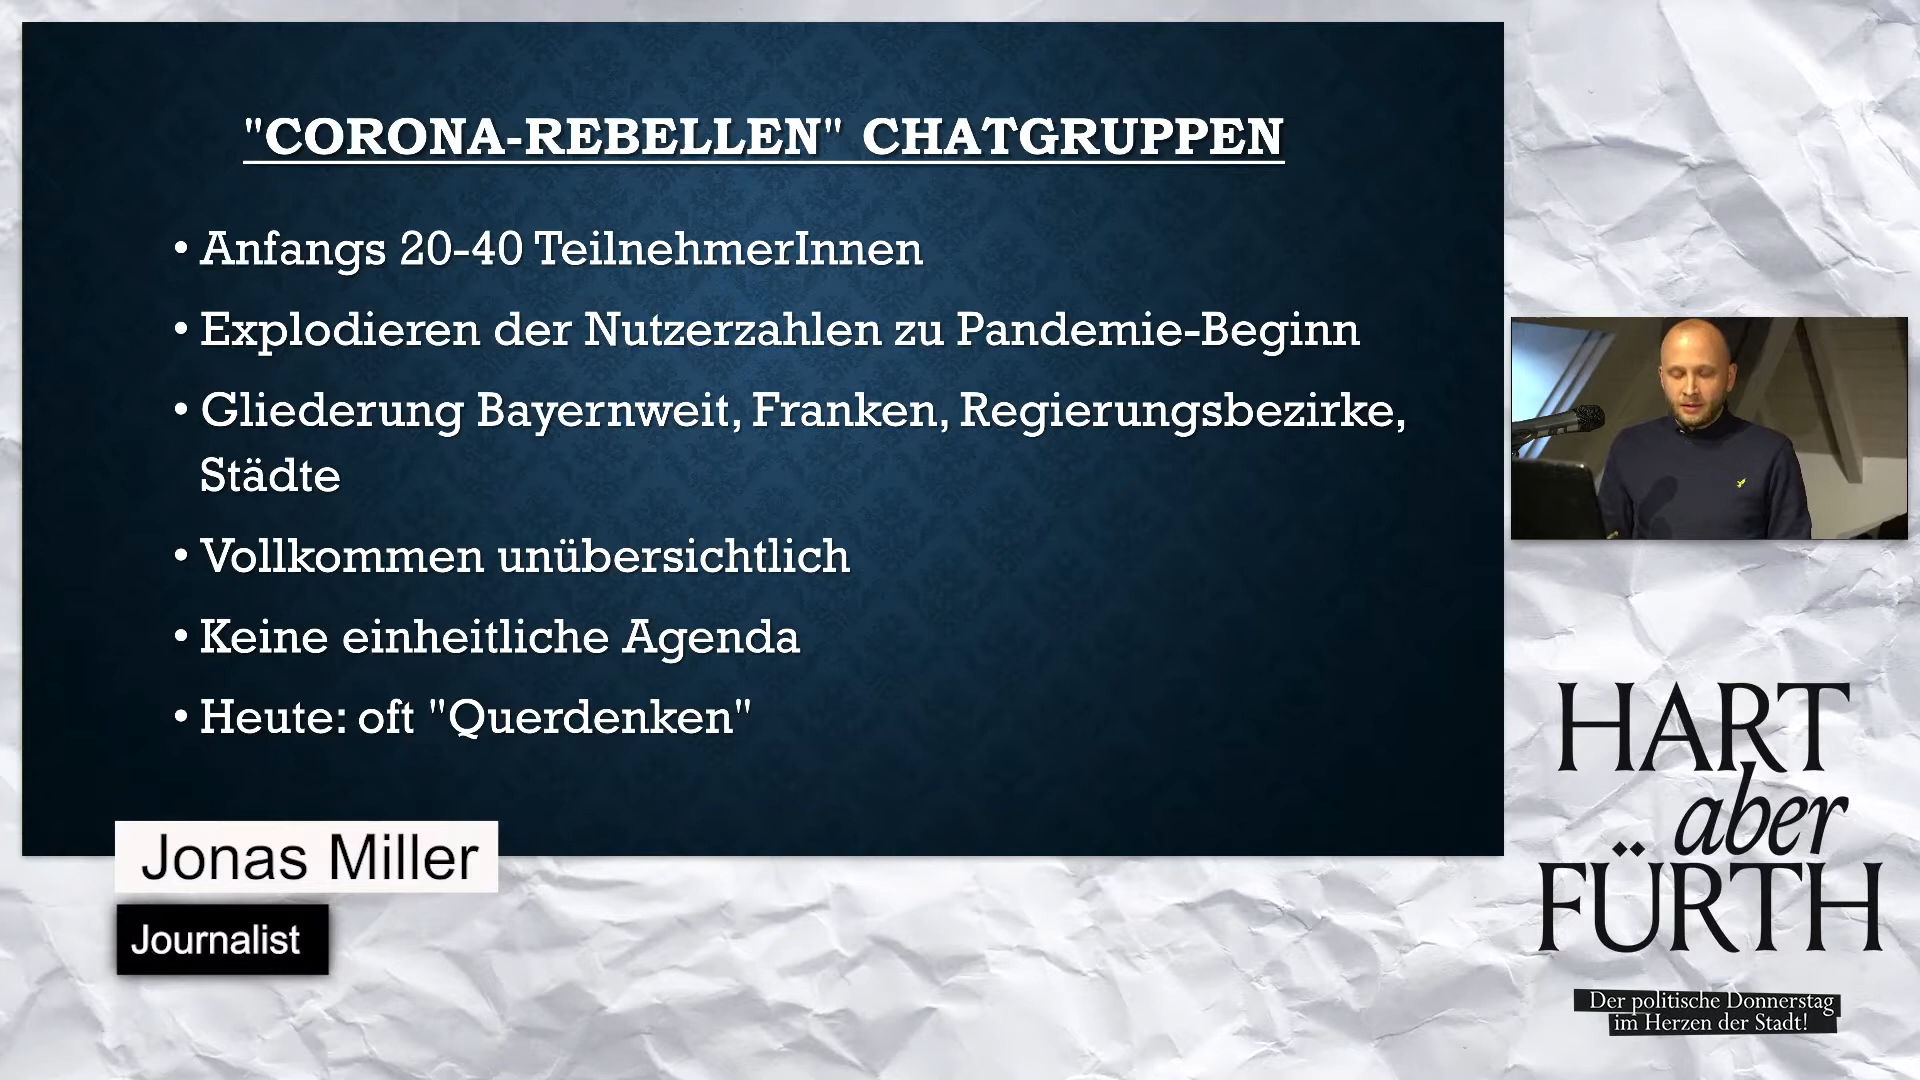 "CORONA-REBELLEN" CHATGRUPPEN
• Anfangs 20-40 TeilnehmerInnen
• Explodieren der Nutzerzahlen zu Pandemie-Beginn
• Gliederung Bayernweit, Franken, Regierungsbezirke,
Städte
• Vollkommen unübersichtlich
• Keine einheitliche Agenda
• Heute: oft "Querdenken"
Jonas Miller
Journalist
HART
aber
FÜRTH
Der politische Donnerstag
im Herzen der Stadt!